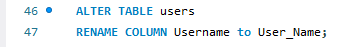 46 ALTER TABLE users
47 RENAME COLUMN Username to User_Name;